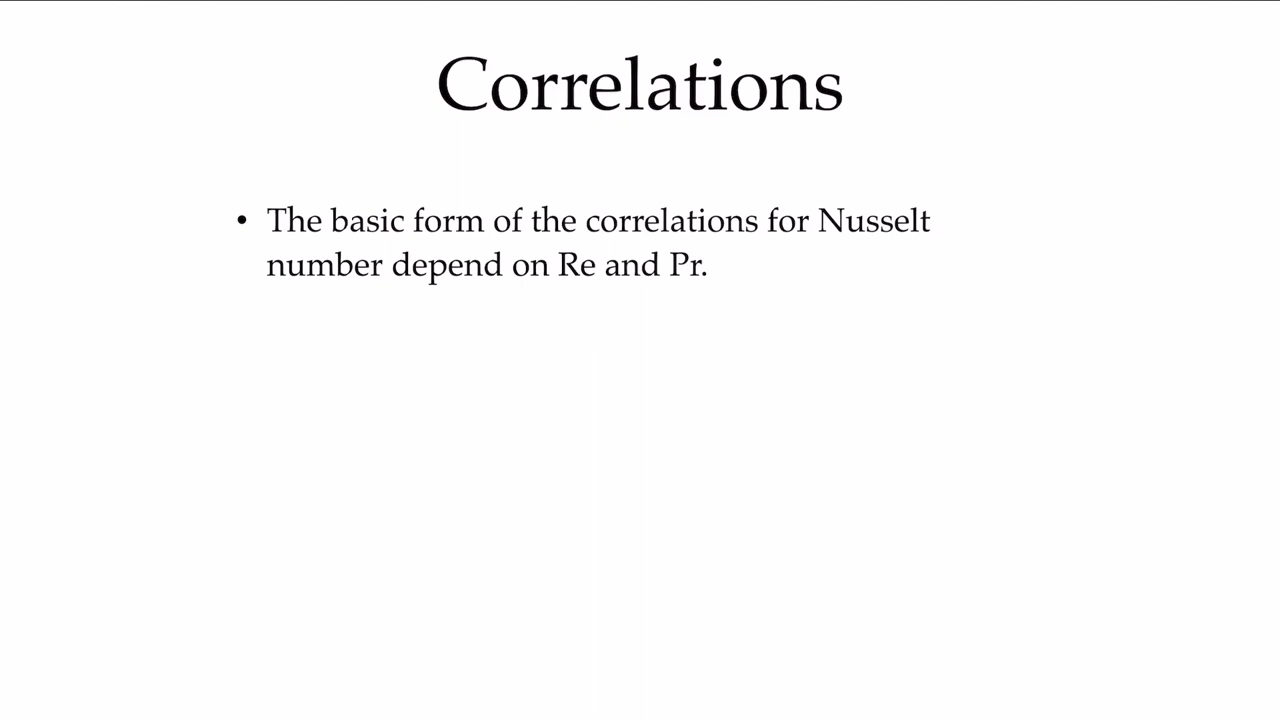 Correlations
• The basic form of the correlations for Nusselt
number depend on Re and Pr.